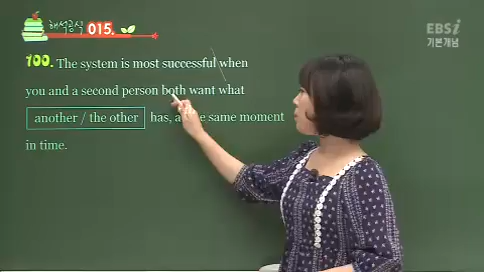 해석공식 015.
EBSi
기본개념
100. The system is most successful when
you and a second person both want what
another / the other has, a the same moment
in time.